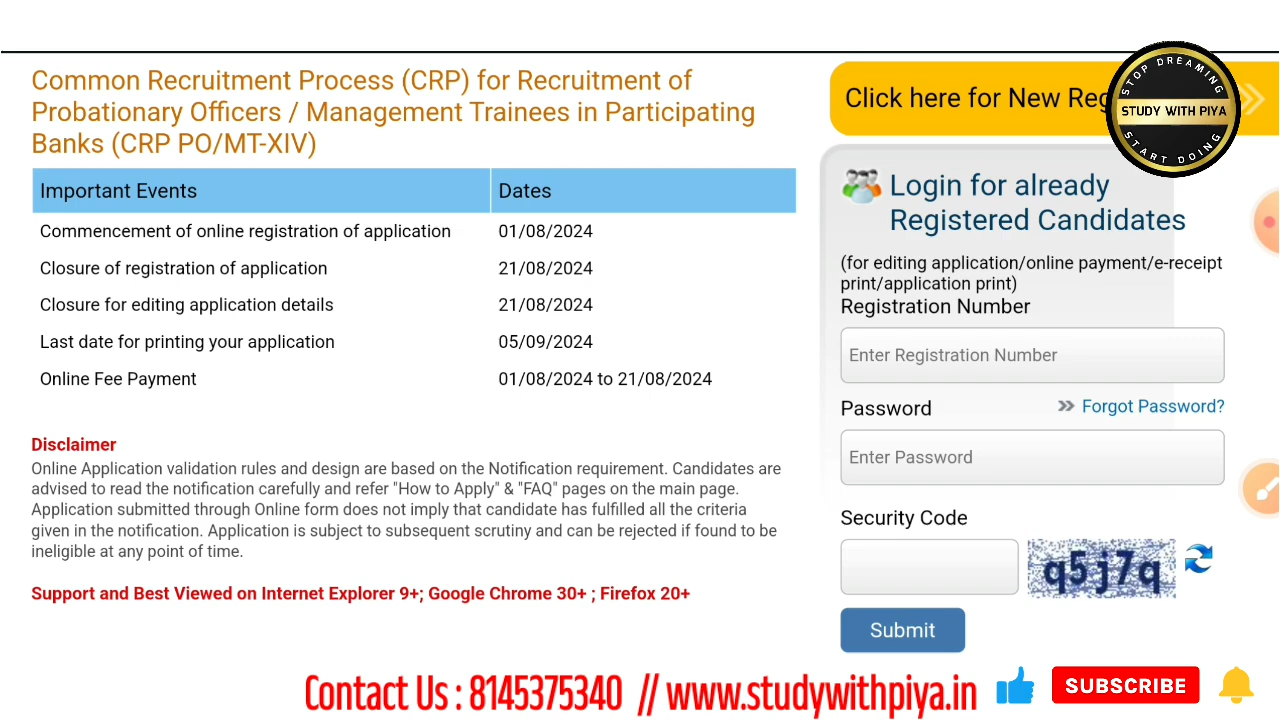 Common Recruitment Process (CRP) for Recruitment of
Probationary Officers / Management Trainees in Participating
Banks (CRP PO/MT-XIV)
Important Events Dates
Commencement of online registration of application 01/08/2024
Closure of registration of application 21/08/2024
Closure for editing application details 21/08/2024
Last date for printing your application 05/09/2024
Online Fee Payment 01/08/2024 to 21/08/2024
Disclaimer
Online Application validation rules and design are based on the Notification requirement. Candidates are
advised to read the notification carefully and refer "How to Apply" & "FAQ" pages on the main page.
Application submitted through Online form does not imply that candidate has fulfilled all the criteria
given in the notification. Application is subject to subsequent scrutiny and can be rejected if found to be
ineligible at any point of time.
Support and Best Viewed on Internet Explorer 9+; Google Chrome 30+ ; Firefox 20+
Click here for New Reg
STOP DREAMING
STUDY WITH PIYA
START DOING
Login for already
Registered Candidates
(for editing application/online payment/e-receipt
print/application print)
Registration Number
Enter Registration Number
Password Forgot Password?
Enter Password
Security Code
q5j7q
Submit
Contact Us : 8145375340 // www.studywithpiya.in
SUBSCRIBE